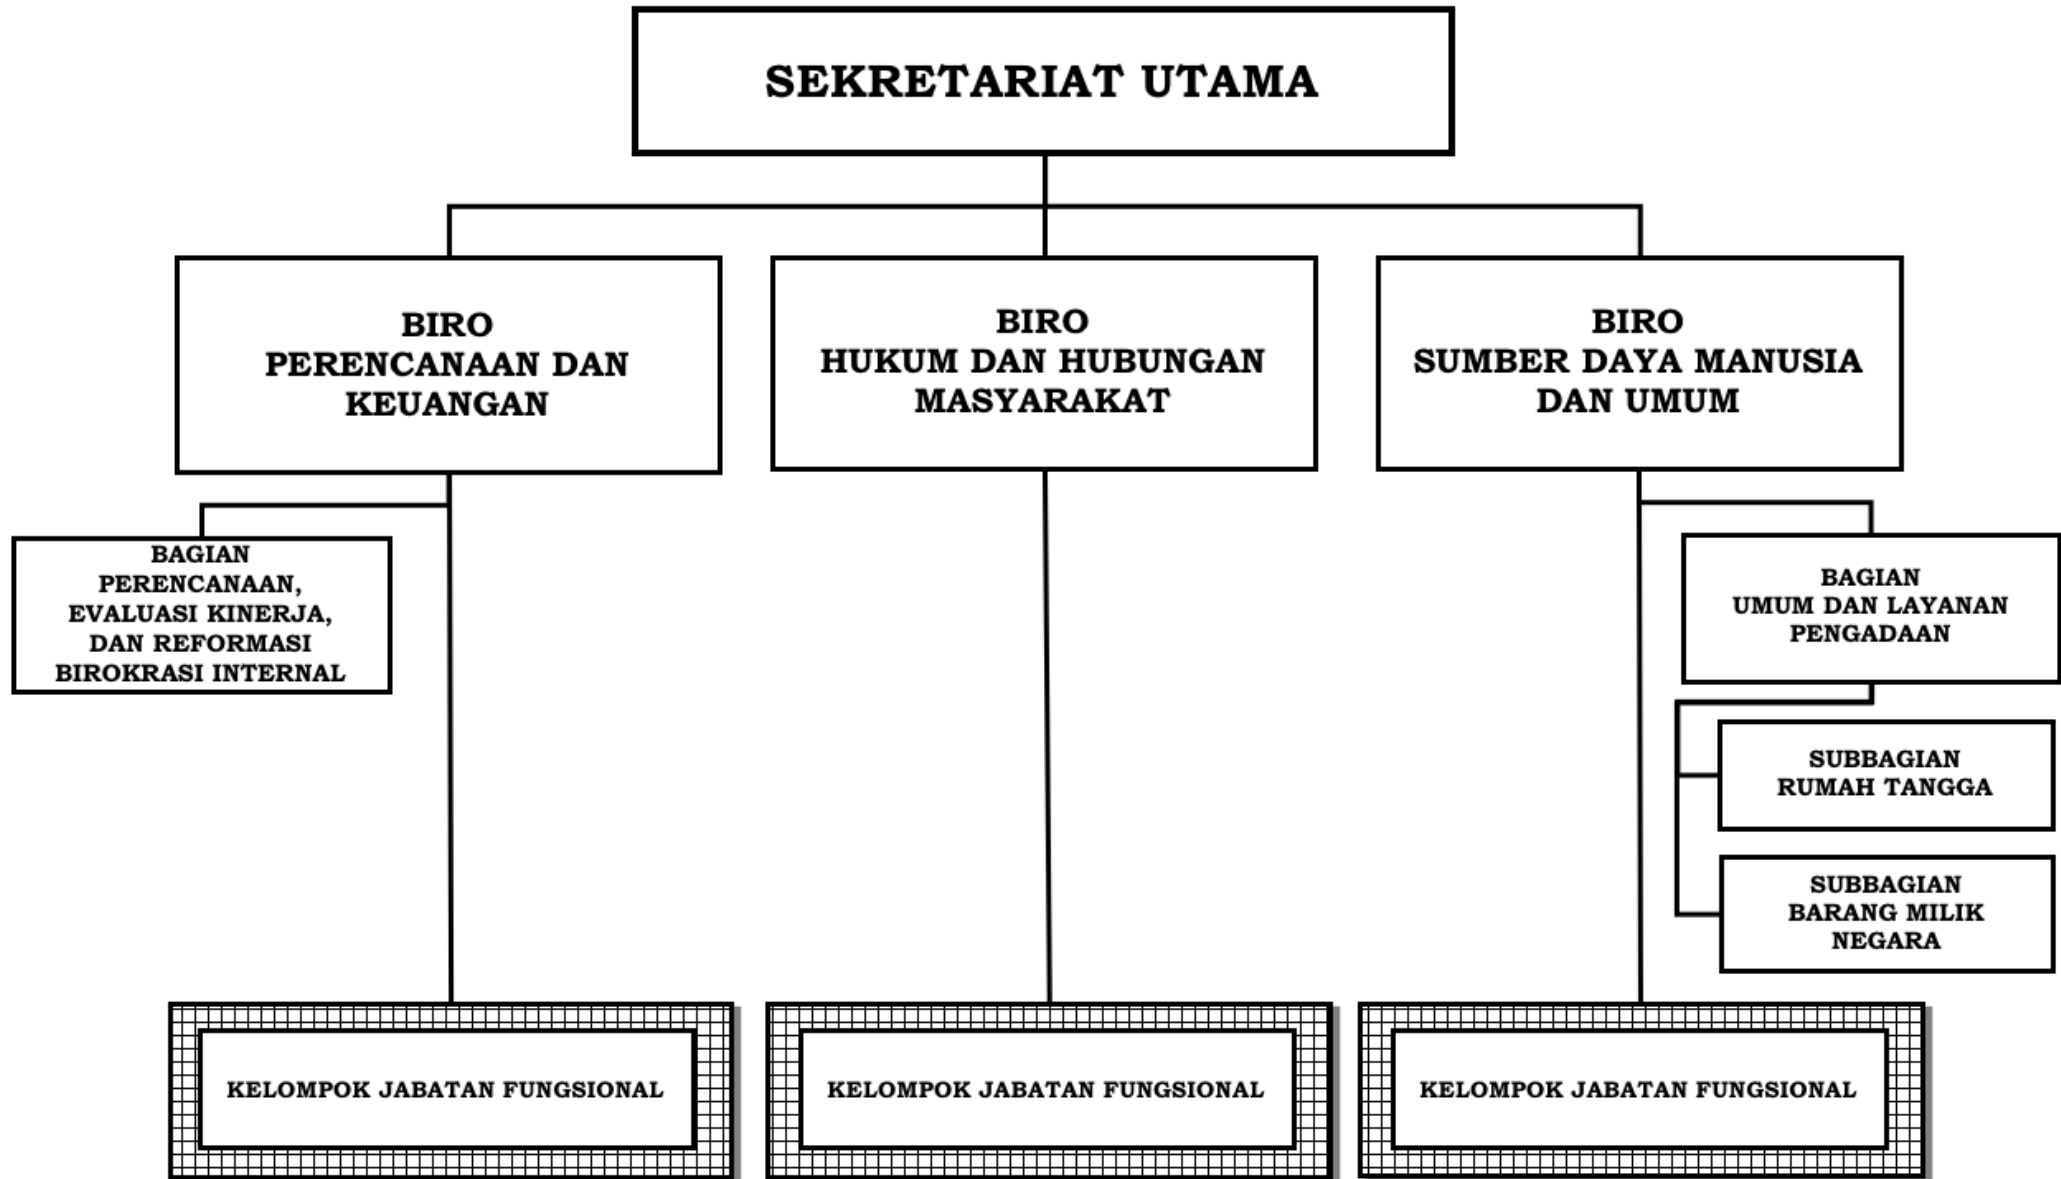 SEKRETARIAT UTAMA
BIRO
PERENCANAAN DAN
KEUANGAN
BIRO
HUKUM DAN HUBUNGAN
MASYARAKAT
BIRO
SUMBER DAYA MANUSIA
DAN UMUM
BAGIAN
PERENCANAAN,
EVALUASI KINERJA,
DAN REFORMASI
BIROKRASI INTERNAL
BAGIAN
UMUM DAN LAYANAN
PENGADAAN
SUBBAGIAN
RUMAH TANGGA
SUBBAGIAN
BARANG MILIK
NEGARA
KELOMPOK JABATAN FUNGSIONAL
KELOMPOK JABATAN FUNGSIONAL
KELOMPOK JABATAN FUNGSIONAL